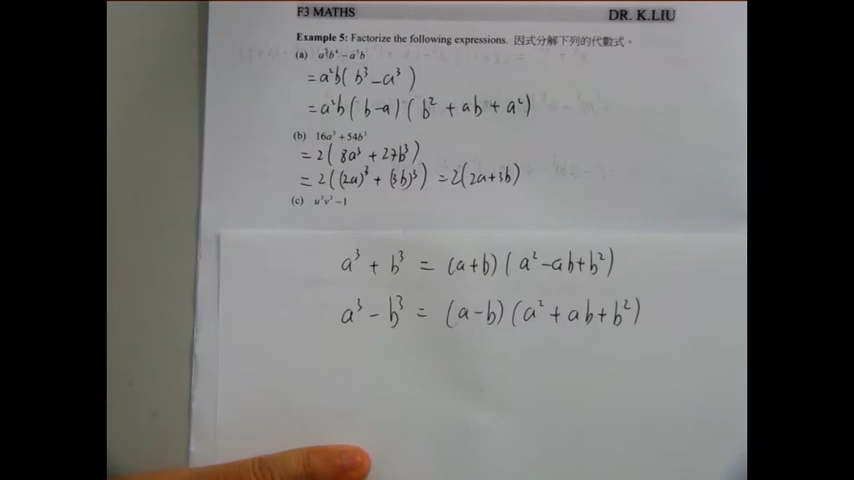 F3 MATHS DR. K.LIU
Example 5: Factorize the following expressions. 因式分解下列的代數式。
(a) a⁵b⁴ − a⁵b
= a²b ( b³ − a³ )
= a²b ( b−a ) ( b² + ab + a² )
(b) 16a³ + 54b³
= 2 ( 8a³ + 27b³ )
= 2 ( (2a)³ + (3b)³ ) = 2 ( 2a+3b )
(c) u³v³ − 1
a³ + b³ = (a+b) ( a² − ab + b² )
a³ − b³ = (a−b) ( a² + ab + b² )